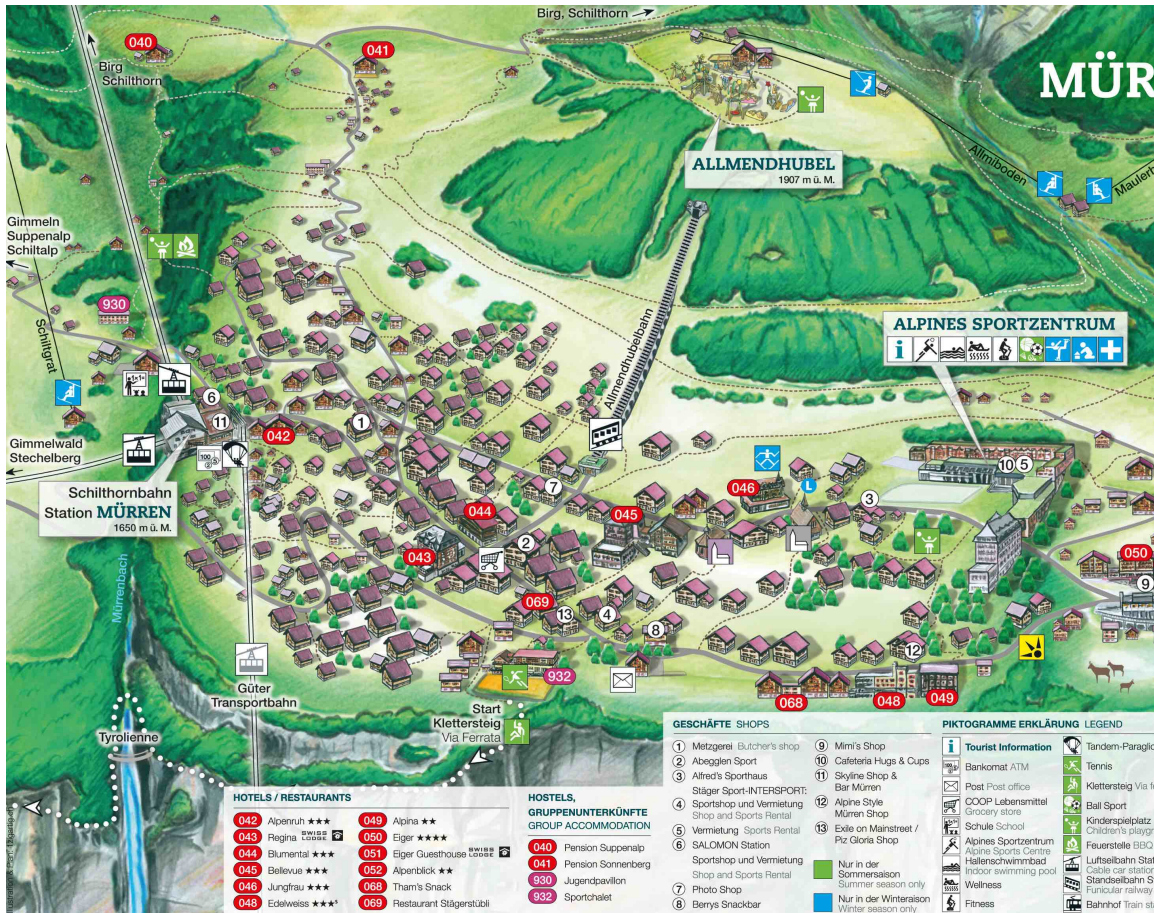 Birg, Schilthorn
040
041
Birg
Schilthorn
MÜR
ALLMENDHUBEL
1907 m ü. M.
Allmiboden
Gimmeln
Suppenalp
Schiltalp
930
Schiltgrat
Allmendhubelbahn
ALPINES SPORTZENTRUM
6
11
1
042
Gimmelwald
Stechelberg
10 5
7
046
L
3
Schilthornbahn
Station MÜRREN
1650 m ü. M.
044
045
2
043
050
9
Mürrenbach
069
13
4
8
12
932
Güter
Transportbahn
068
048
049
Start
Klettersteig
Via Ferrata
Tyrolienne
HOTELS / RESTAURANTS
042 Alpenruh ★★★
043 Regina SWISS LODGE
044 Blumental ★★★
045 Bellevue ★★★
046 Jungfrau ★★★
048 Edelweiss ★★★s
049 Alpina ★★
050 Eiger ★★★★
051 Eiger Guesthouse SWISS LODGE
052 Alpenblick ★★
068 Tham's Snack
069 Restaurant Stägerstübli
HOSTELS,
GRUPPENUNTERKÜNFTE
GROUP ACCOMMODATION
040 Pension Suppenalp
041 Pension Sonnenberg
930 Jugendpavillon
932 Sportchalet
GESCHÄFTE SHOPS
1 Metzgerei Butcher's shop
2 Abegglen Sport
3 Alfred's Sporthaus
Stäger Sport-INTERSPORT:
4 Sportshop und Vermietung
Shop and Sports Rental
5 Vermietung Sports Rental
6 SALOMON Station
Sportshop und Vermietung
Shop and Sports Rental
7 Photo Shop
8 Berrys Snackbar
9 Mimi's Shop
10 Cafeteria Hugs & Cups
11 Skyline Shop &
Bar Mürren
12 Alpine Style
Mürren Shop
13 Exile on Mainstreet /
Piz Gloria Shop
Nur in der
Sommersaison
Summer season only
Nur in der Winteraison
Winter season only
PIKTOGRAMME ERKLÄRUNG LEGEND
i Tourist Information
Bankomat ATM
Post Post office
COOP Lebensmittel
Grocery store
Schule School
Alpines Sportzentrum
Alpine Sports Centre
Hallenschwimmbad
Indoor swimming pool
Wellness
Fitness
Tennis
Ball Sport
Kinderspielplatz
Feuerstelle BBQ